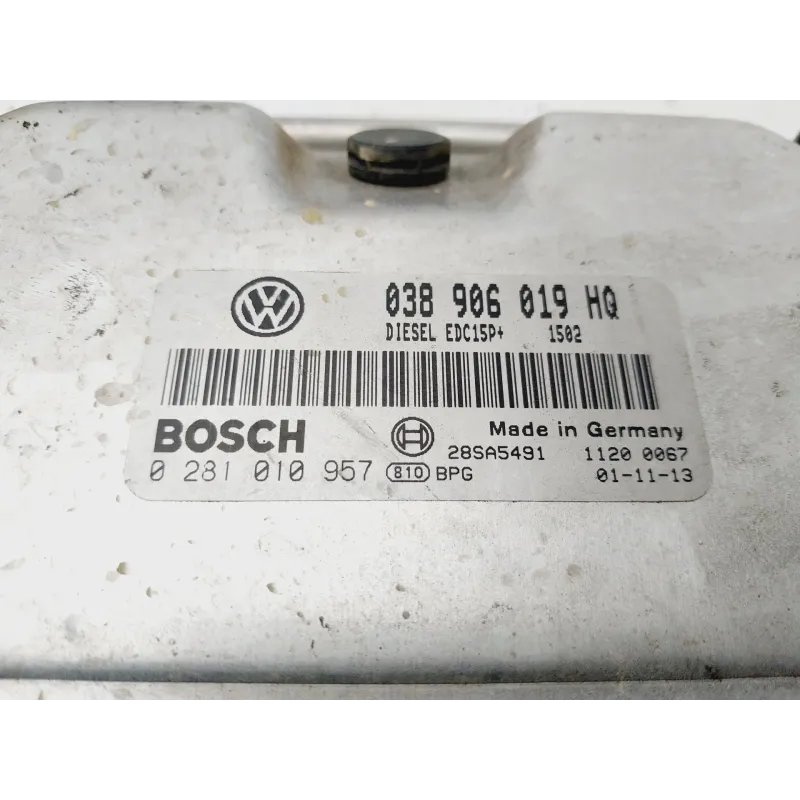 038 906 019 HQ
DIESEL EDC15P+ 1502
BOSCH
Made in Germany
28SA5491 1120 0067
0 281 010 957 810 BPG 01-11-13